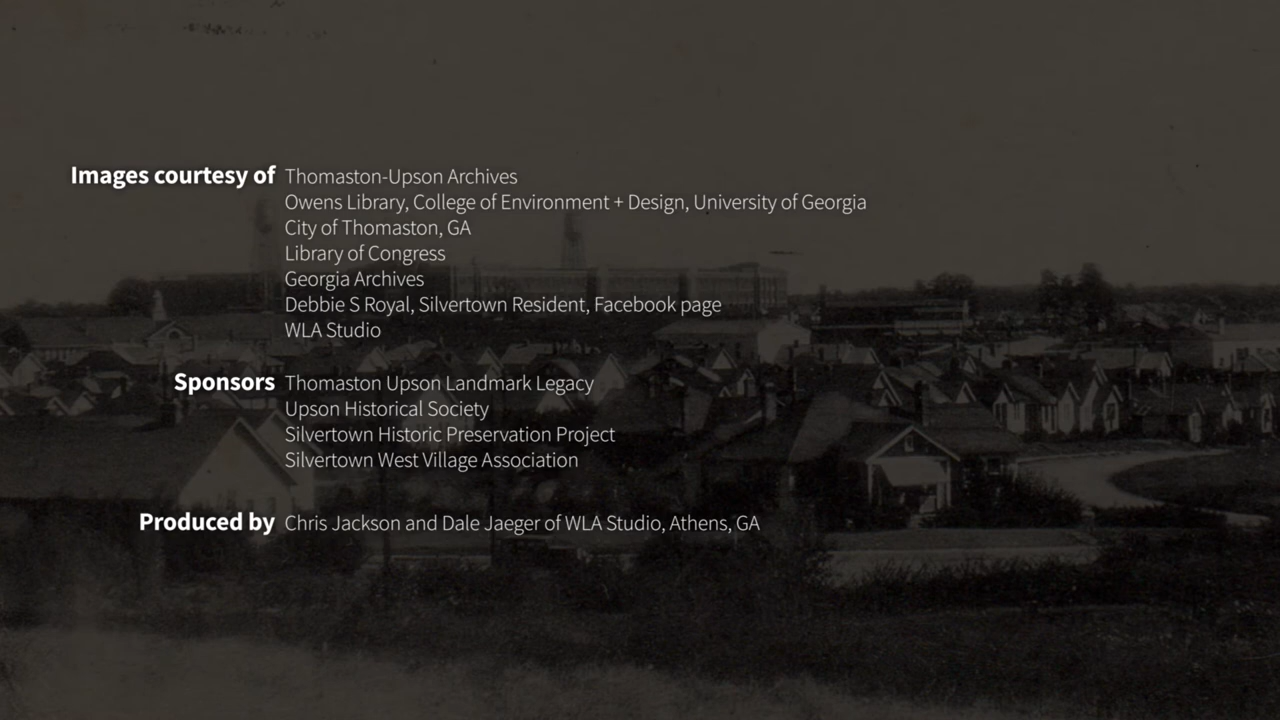 Images courtesy of Thomaston-Upson Archives
Owens Library, College of Environment + Design, University of Georgia
City of Thomaston, GA
Library of Congress
Georgia Archives
Debbie S Royal, Silvertown Resident, Facebook page
WLA Studio
Sponsors Thomaston Upson Landmark Legacy
Upson Historical Society
Silvertown Historic Preservation Project
Silvertown West Village Association
Produced by Chris Jackson and Dale Jaeger of WLA Studio, Athens, GA